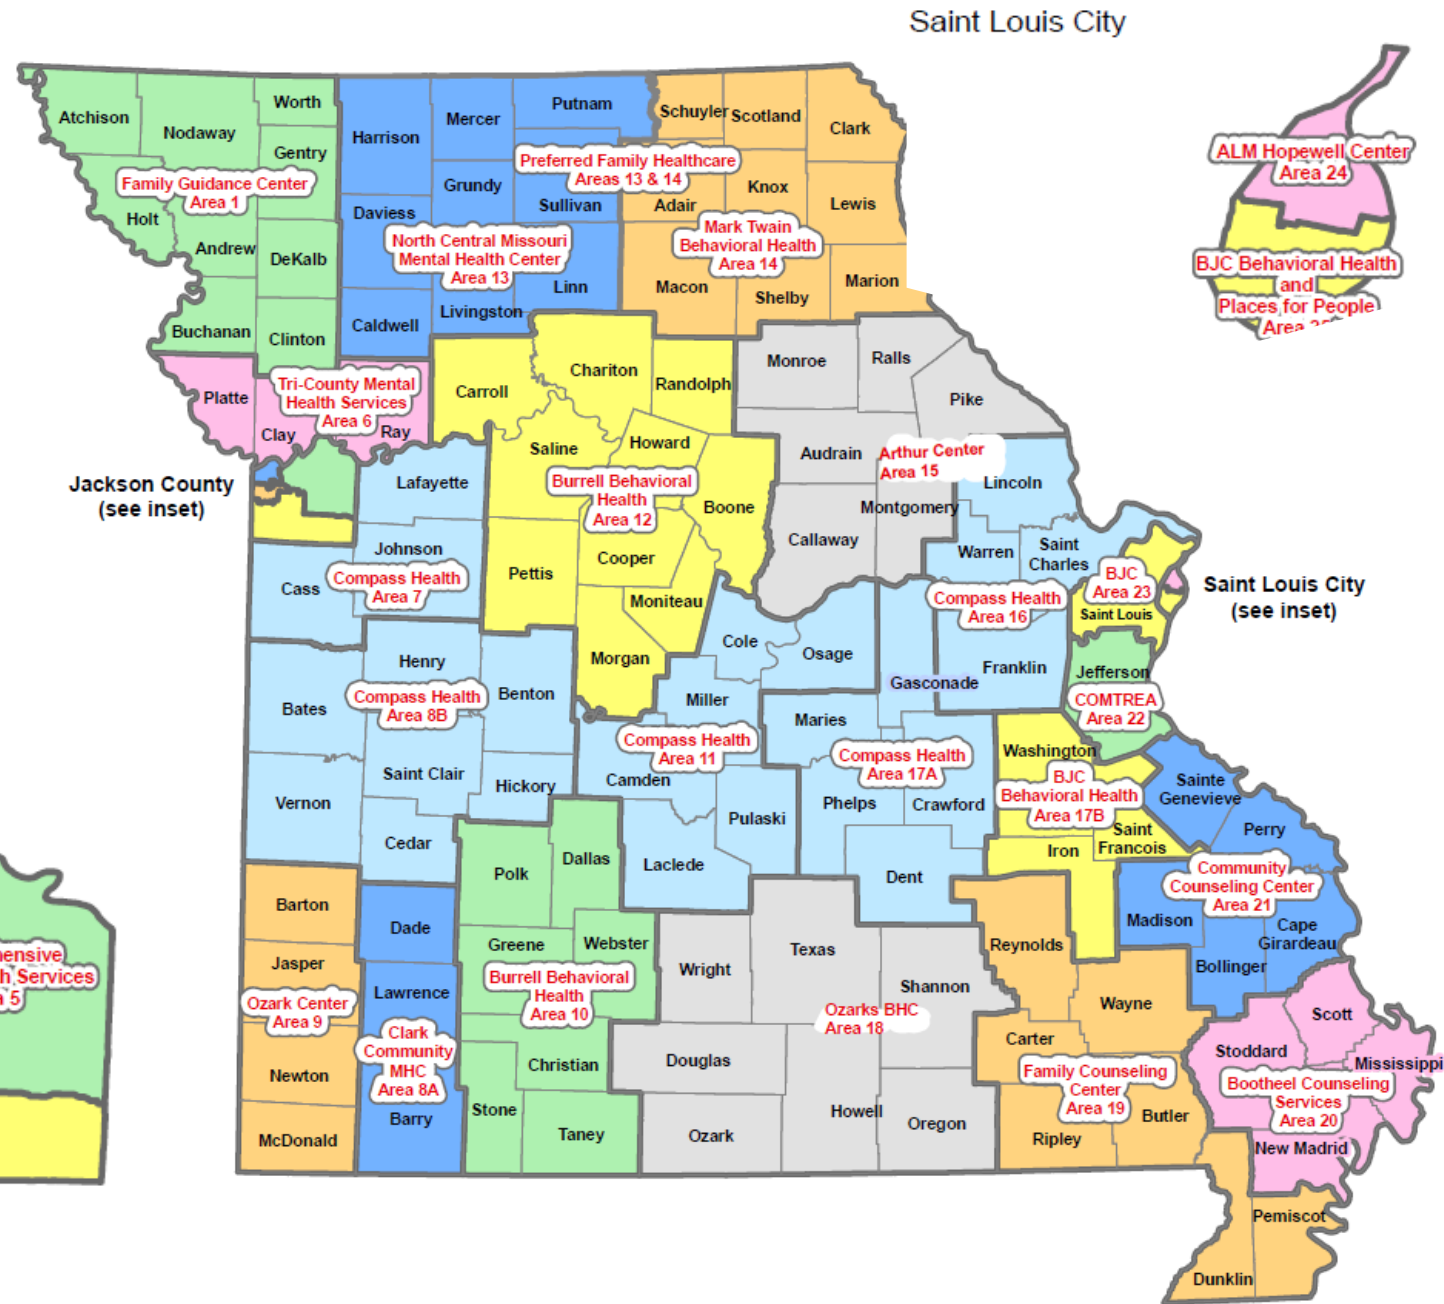 Saint Louis City
Atchison
Nodaway
Worth
Gentry
Harrison
Mercer
Putnam
Schuyler
Scotland
Clark
ALM Hopewell Center
Area 24
Family Guidance Center
Area 1
Holt
Andrew
DeKalb
Buchanan
Clinton
Grundy
Preferred Family Healthcare
Areas 13 & 14
Daviess
Sullivan
Adair
Knox
Lewis
North Central Missouri
Mental Health Center
Area 13
Mark Twain
Behavioral Health
Area 14
Linn
Macon
Shelby
Marion
Caldwell
Livingston
BJC Behavioral Health
and
Places for People
Area
Platte
Clay
Tri-County Mental
Health Services
Area 6
Ray
Carroll
Chariton
Randolph
Monroe
Ralls
Pike
Jackson County
(see inset)
Lafayette
Saline
Howard
Audrain
Arthur Center
Area 15
Lincoln
Burrell Behavioral
Health
Area 12
Boone
Montgomery
Callaway
Warren
Saint
Charles
Johnson
Cass
Compass Health
Area 7
Pettis
Cooper
Moniteau
Compass Health
Area 16
BJC
Area 23
Saint Louis
Saint Louis City
(see inset)
Henry
Benton
Morgan
Cole
Osage
Gasconade
Franklin
Jefferson
COMTREA
Area 22
Bates
Compass Health
Area 8B
Miller
Maries
Compass Health
Area 11
Camden
Compass Health
Area 17A
Washington
BJC
Behavioral Health
Area 17B
Saint
Francois
Iron
Sainte
Genevieve
Perry
Vernon
Saint Clair
Hickory
Cedar
Pulaski
Laclede
Phelps
Crawford
Dent
Polk
Dallas
Community
Counseling Center
Area 21
Madison
Cape
Girardeau
Bollinger
Barton
Dade
Greene
Webster
Wright
Texas
Shannon
Reynolds
Jasper
Lawrence
Ozark Center
Area 9
Burrell Behavioral
Health
Area 10
Ozarks BHC
Area 18
Wayne
Carter
Clark
Community
MHC
Area 8A
Newton
Christian
Douglas
Family Counseling
Center
Area 19
Scott
Stoddard
Mississippi
Bootheel Counseling
Services
Area 20
McDonald
Barry
Stone
Taney
Ozark
Howell
Oregon
Ripley
Butler
New Madrid
Pemiscot
Dunklin
h Services
5